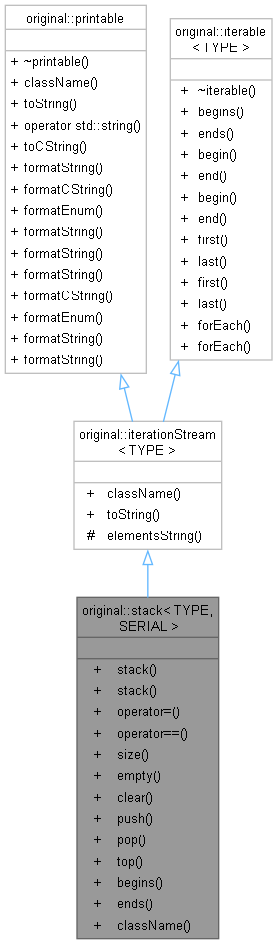 original::printable
+ ~printable()
+ className()
+ toString()
+ operator std::string()
+ toCString()
+ formatString()
+ formatCString()
+ formatEnum()
+ formatString()
+ formatString()
+ formatString()
+ formatCString()
+ formatEnum()
+ formatString()
+ formatString()
original::iterable
< TYPE >
+ ~iterable()
+ begins()
+ ends()
+ begin()
+ end()
+ begin()
+ end()
+ first()
+ last()
+ first()
+ last()
+ forEach()
+ forEach()
original::iterationStream
< TYPE >
+ className()
+ toString()
# elementsString()
original::stack< TYPE,
SERIAL >
+ stack()
+ stack()
+ operator=()
+ operator==()
+ size()
+ empty()
+ clear()
+ push()
+ pop()
+ top()
+ begins()
+ ends()
+ className()